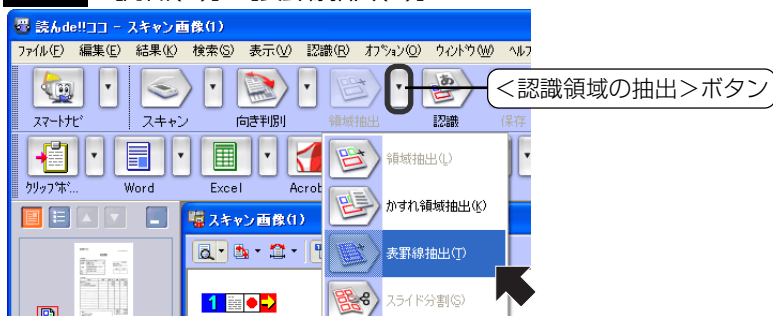 読んde!!ココ - スキャン画像(1)
ファイル(F) 編集(E) 結果(K) 検索(S) 表示(V) 認識(R) オプション(O) ウィンドウ(W) ヘル
スマートナビ スキャン 向き判別 領域抽出 認識 (保存
<認識領域の抽出>ボタン
クリップボ... Word Excel Acrob
領域抽出(L)
かすれ領域抽出(K)
スキャン画像(1)
表罫線抽出(T)
1
スライド分割(S)